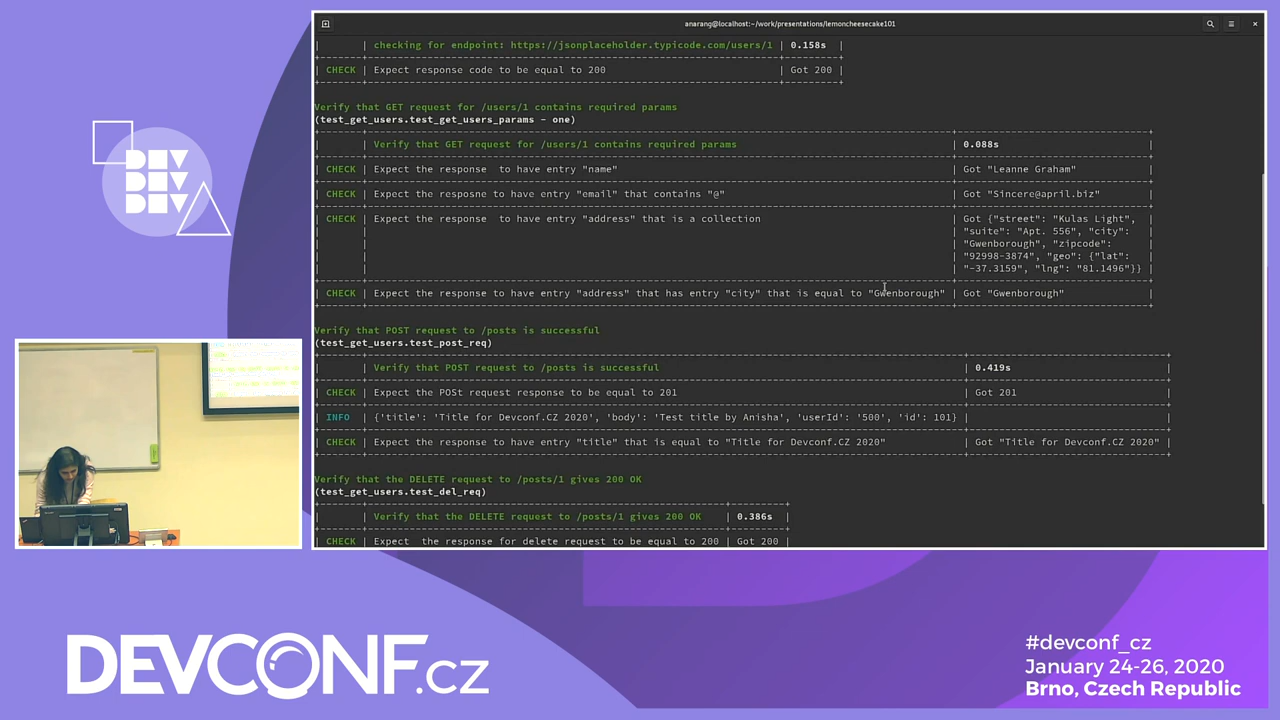 anarang@localhost:~/work/presentations/lemoncheesecake101
checking for endpoint: https://jsonplaceholder.typicode.com/users/1 | 0.158s
CHECK | Expect response code to be equal to 200 | Got 200
Verify that GET request for /users/1 contains required params
(test_get_users.test_get_users_params - one)
Verify that GET request for /users/1 contains required params | 0.088s
CHECK | Expect the response  to have entry "name" | Got "Leanne Graham"
CHECK | Expect the respone to have entry "email" that contains "@" | Got "Sincere@april.biz"
CHECK | Expect the response  to have entry "address" that is a collection | Got {"street": "Kulas Light",
"suite": "Apt. 556", "city":
"Gwenborough", "zipcode":
"92998-3874", "geo": {"lat":
"-37.3159", "lng": "81.1496"}}
CHECK | Expect the response to have entry "address" that has entry "city" that is equal to "Gwenborough" | Got "Gwenborough"
Verify that POST request to /posts is successful
(test_get_users.test_post_req)
Verify that POST request to /posts is successful | 0.419s
CHECK | Expect the POSt request response to be equal to 201 | Got 201
INFO | {'title': 'Title for Devconf.CZ 2020', 'body': 'Test title by Anisha', 'userId': '500', 'id': 101} |
CHECK | Expect the response to have entry "title" that is equal to "Title for Devconf.CZ 2020" | Got "Title for Devconf.CZ 2020"
Verify that the DELETE request to /posts/1 gives 200 OK
(test_get_users.test_del_req)
Verify that the DELETE request to /posts/1 gives 200 OK | 0.386s
CHECK | Expect  the response for delete request to be equal to 200 | Got 200
DEV
DEV
DEV
DEVCONF.CZ
#devconf_cz
January 24-26, 2020
Brno, Czech Republic